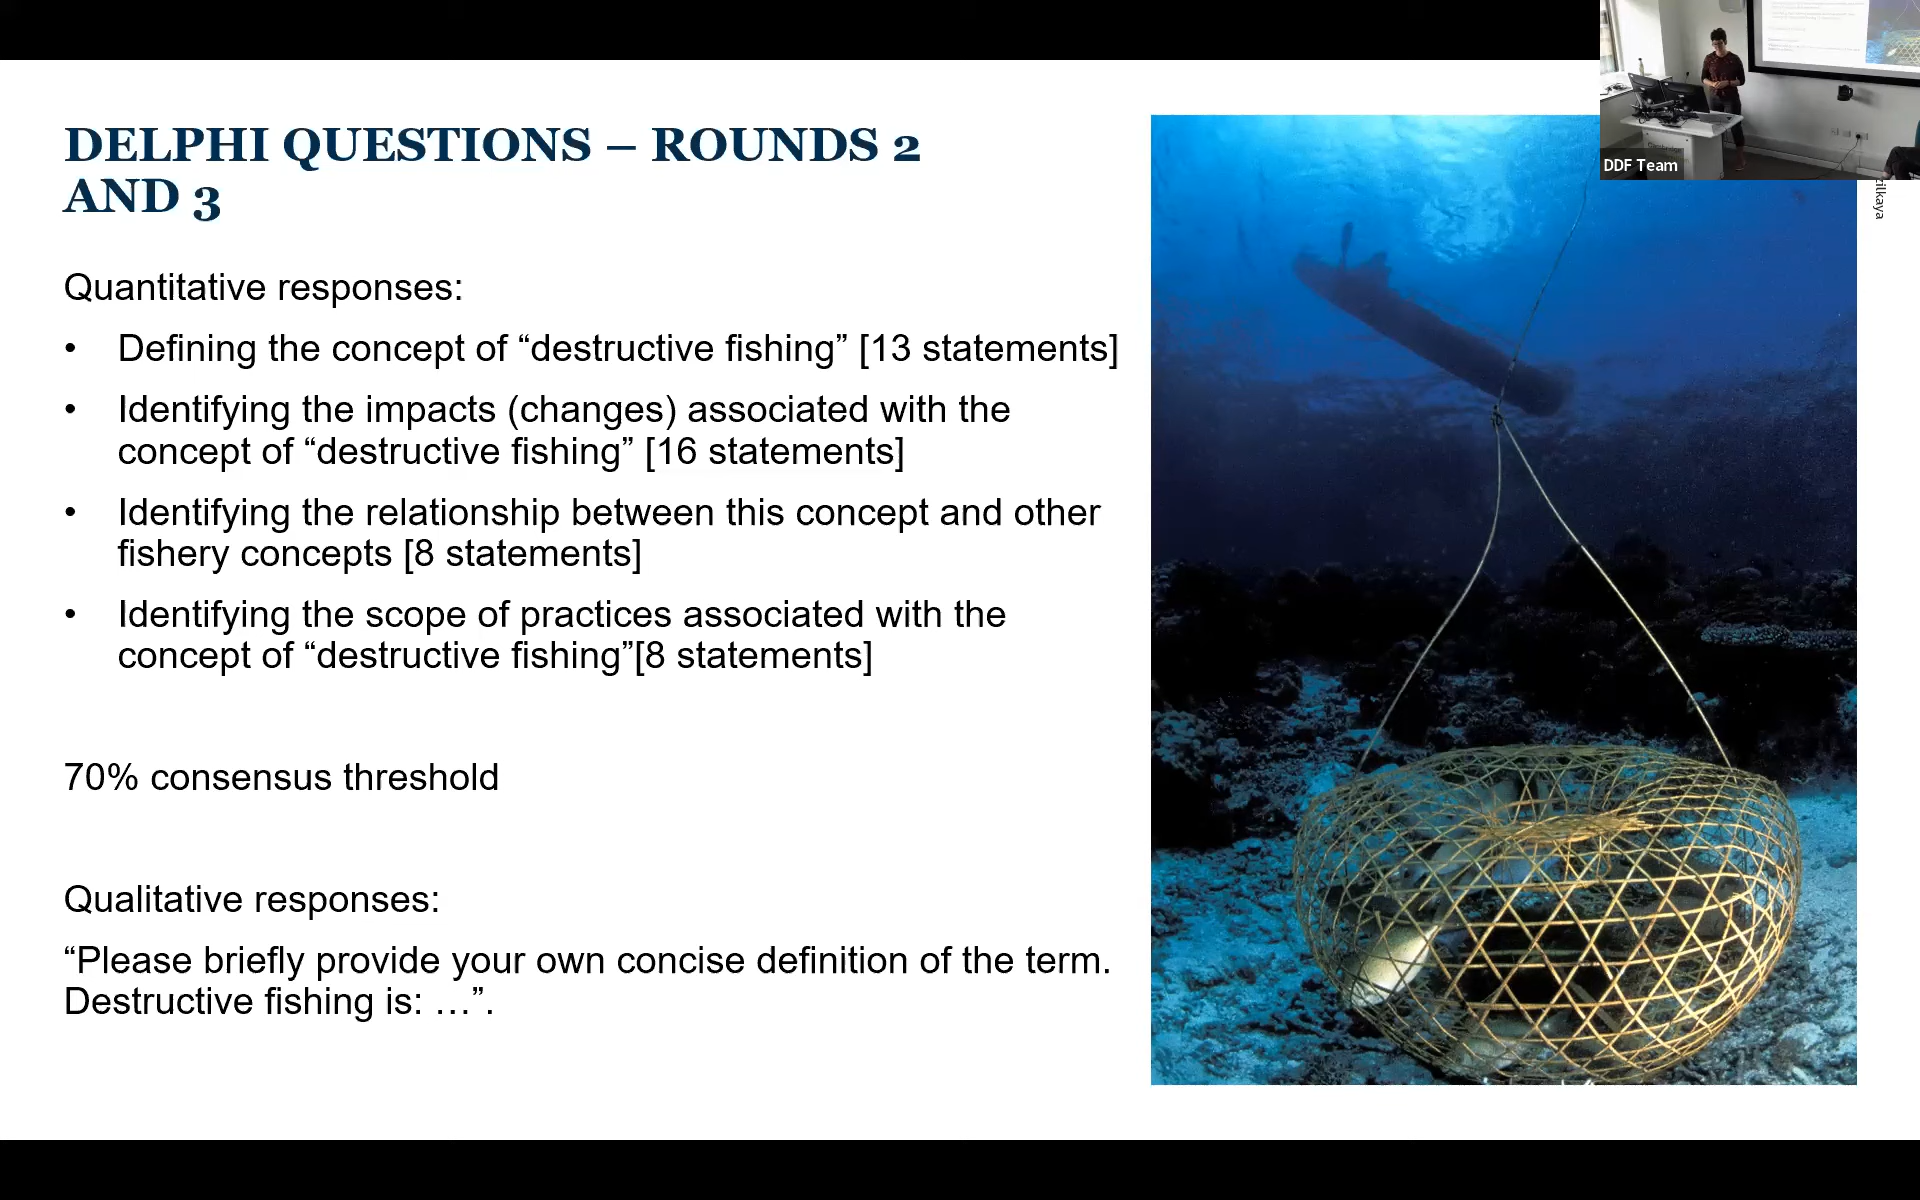 DELPHI QUESTIONS – ROUNDS 2
AND 3
Quantitative responses:
• Defining the concept of “destructive fishing” [13 statements]
• Identifying the impacts (changes) associated with the
concept of “destructive fishing” [16 statements]
• Identifying the relationship between this concept and other
fishery concepts [8 statements]
• Identifying the scope of practices associated with the
concept of “destructive fishing”[8 statements]
70% consensus threshold
Qualitative responses:
“Please briefly provide your own concise definition of the term.
Destructive fishing is: …”.
DDF Team